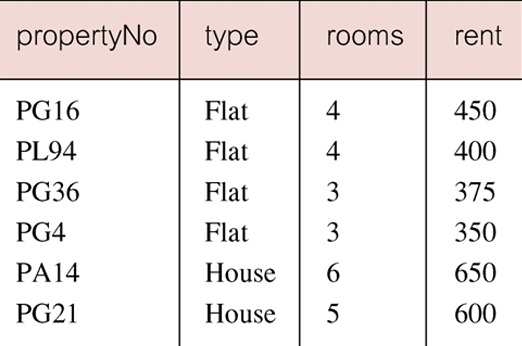 propertyNo type rooms rent
PG16 Flat 4 450
PL94 Flat 4 400
PG36 Flat 3 375
PG4 Flat 3 350
PA14 House 6 650
PG21 House 5 600